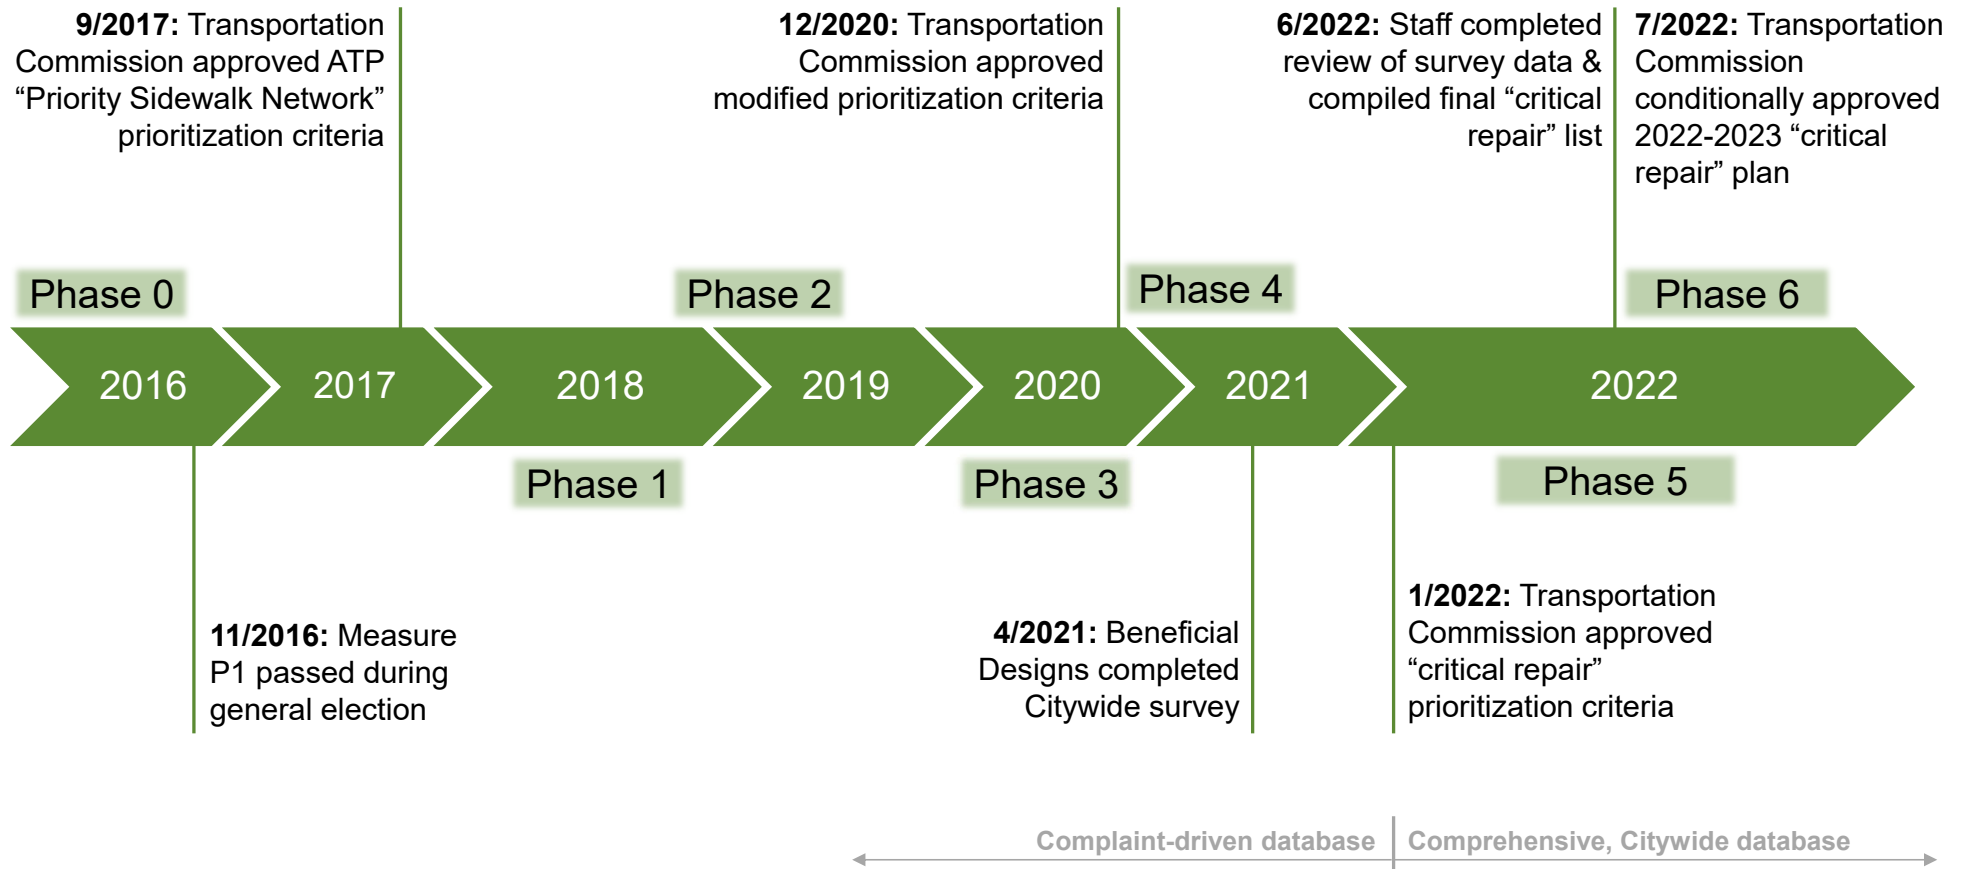 9/2017: Transportation
Commission approved ATP
“Priority Sidewalk Network”
prioritization criteria
12/2020: Transportation
Commission approved
modified prioritization criteria
6/2022: Staff completed
review of survey data &
compiled final “critical
repair” list
7/2022: Transportation
Commission
conditionally approved
2022-2023 “critical
repair” plan
Phase 0
Phase 2
Phase 4
Phase 6
2016
2017
2018
2019
2020
2021
2022
Phase 1
Phase 3
Phase 5
11/2016: Measure
P1 passed during
general election
4/2021: Beneficial
Designs completed
Citywide survey
1/2022: Transportation
Commission approved
“critical repair”
prioritization criteria
Complaint-driven database
Comprehensive, Citywide database